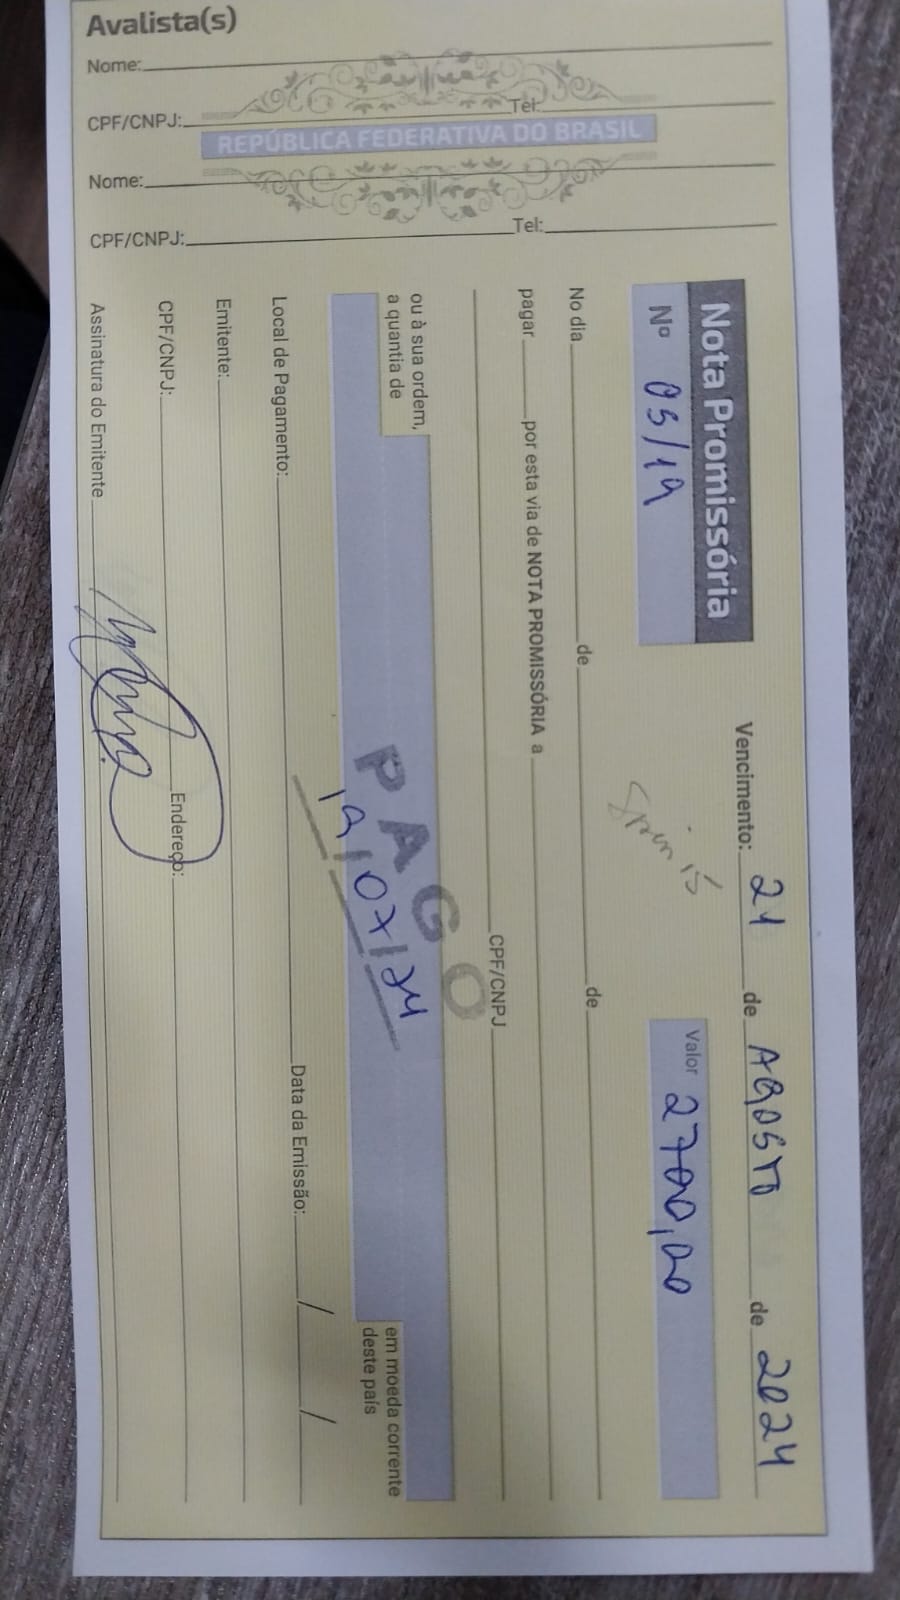 Avalista(s)
Nome:
CPF/CNPJ: Tel:
REPÚBLICA FEDERATIVA DO BRASIL
Nome:
CPF/CNPJ: Tel:
Nota Promissória
Vencimento: 21 de AGOSTO de 2024
Nº 05/19
Valor 2700,00
No dia de de
pagar por esta via de NOTA PROMISSÓRIA a
CPF/CNPJ
ou à sua ordem,
a quantia de
em moeda corrente
deste país
PAGO
19/07/24
Local de Pagamento: Data da Emissão: / /
Emitente:
CPF/CNPJ: Endereço:
Assinatura do Emitente